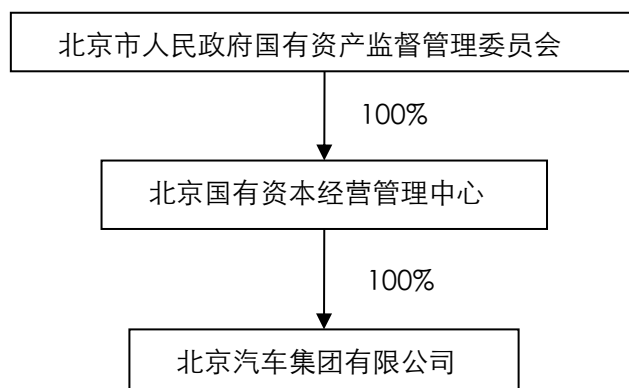 北京市人民政府国有资产监督管理委员会
100%
北京国有资本经营管理中心
100%
北京汽车集团有限公司